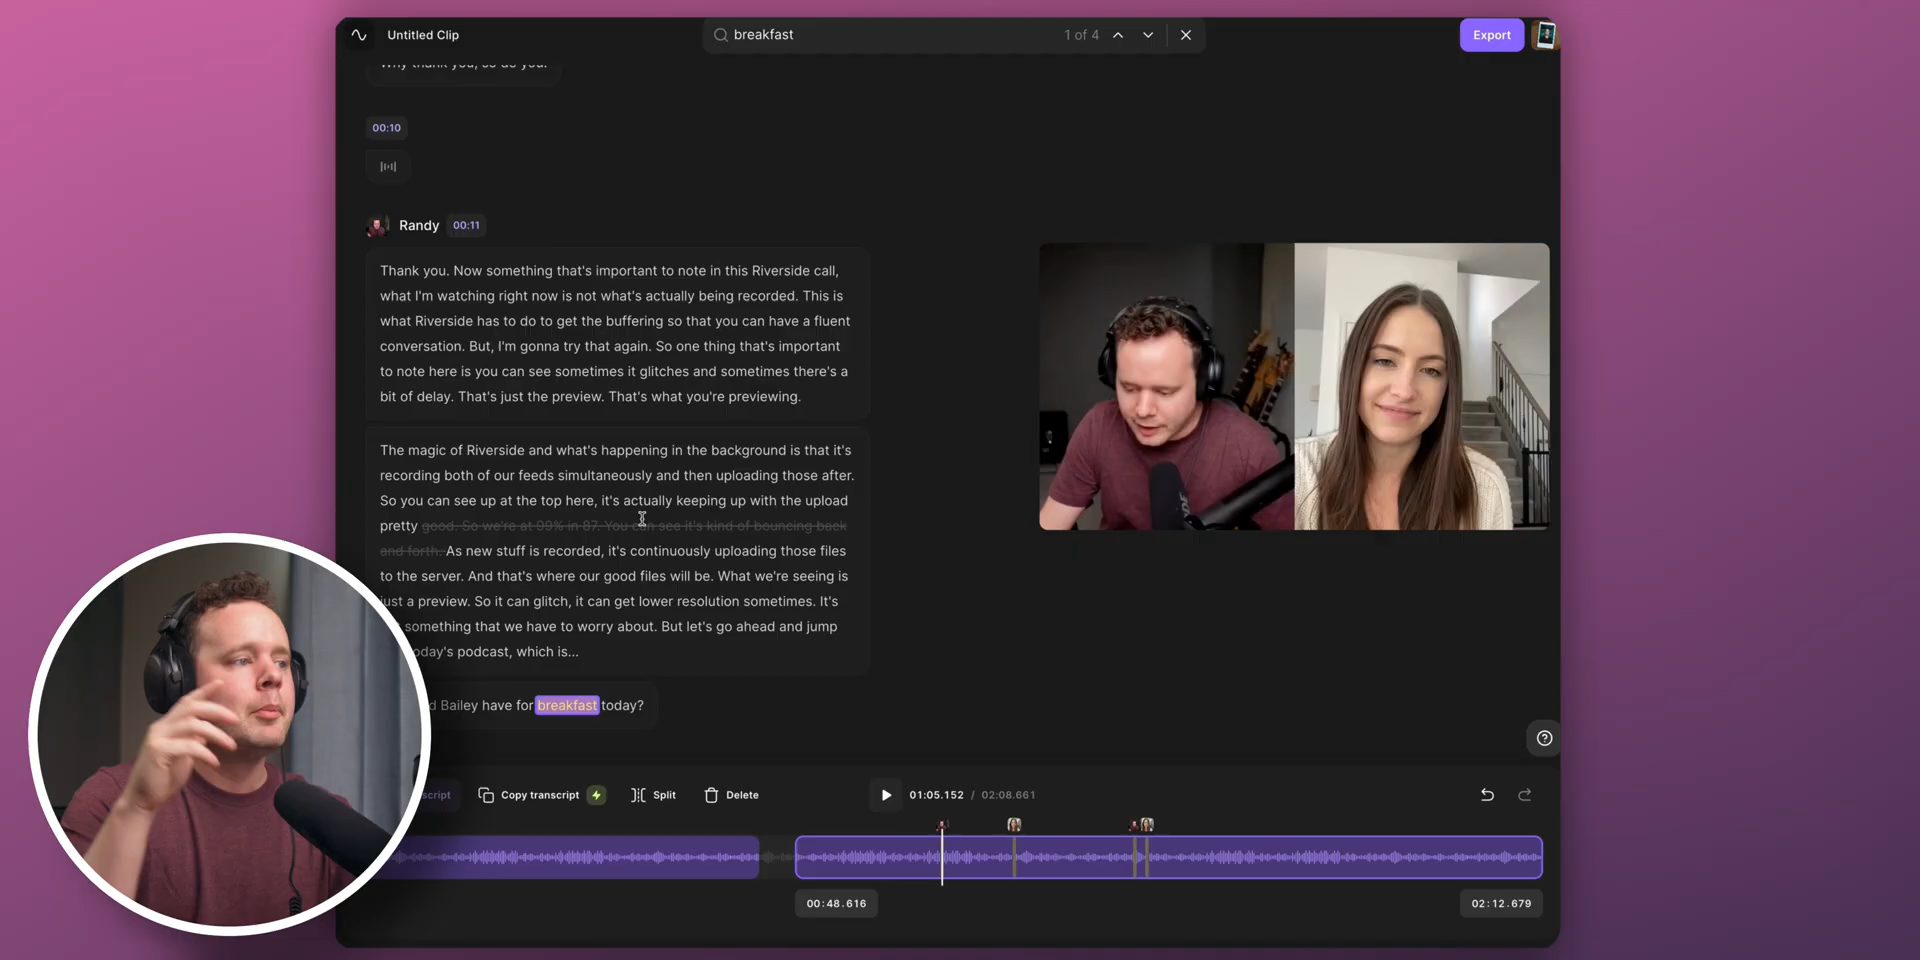 Untitled Clip
breakfast
1 of 4
Export
Why thank you, so do you.
00:10
Randy
00:11
Thank you. Now something that's important to note in this Riverside call,
what I'm watching right now is not what's actually being recorded. This is
what Riverside has to do to get the buffering so that you can have a fluent
conversation. But, I'm gonna try that again. So one thing that's important
to note here is you can see sometimes it glitches and sometimes there's a
bit of delay. That's just the preview. That's what you're previewing.
The magic of Riverside and what's happening in the background is that it's
recording both of our feeds simultaneously and then uploading those after.
So you can see up at the top here, it's actually keeping up with the upload
pretty good. So we're at 99% in 87. You can see it's kind of bouncing back
and forth. As new stuff is recorded, it's continuously uploading those files
to the server. And that's where our good files will be. What we're seeing is
just a preview. So it can glitch, it can get lower resolution sometimes. It's
something that we have to worry about. But let's go ahead and jump
today's podcast, which is...
Bailey have for breakfast today?
Copy transcript
Split
Delete
01:05.152 / 02:08.661
00:48.616
02:12.679